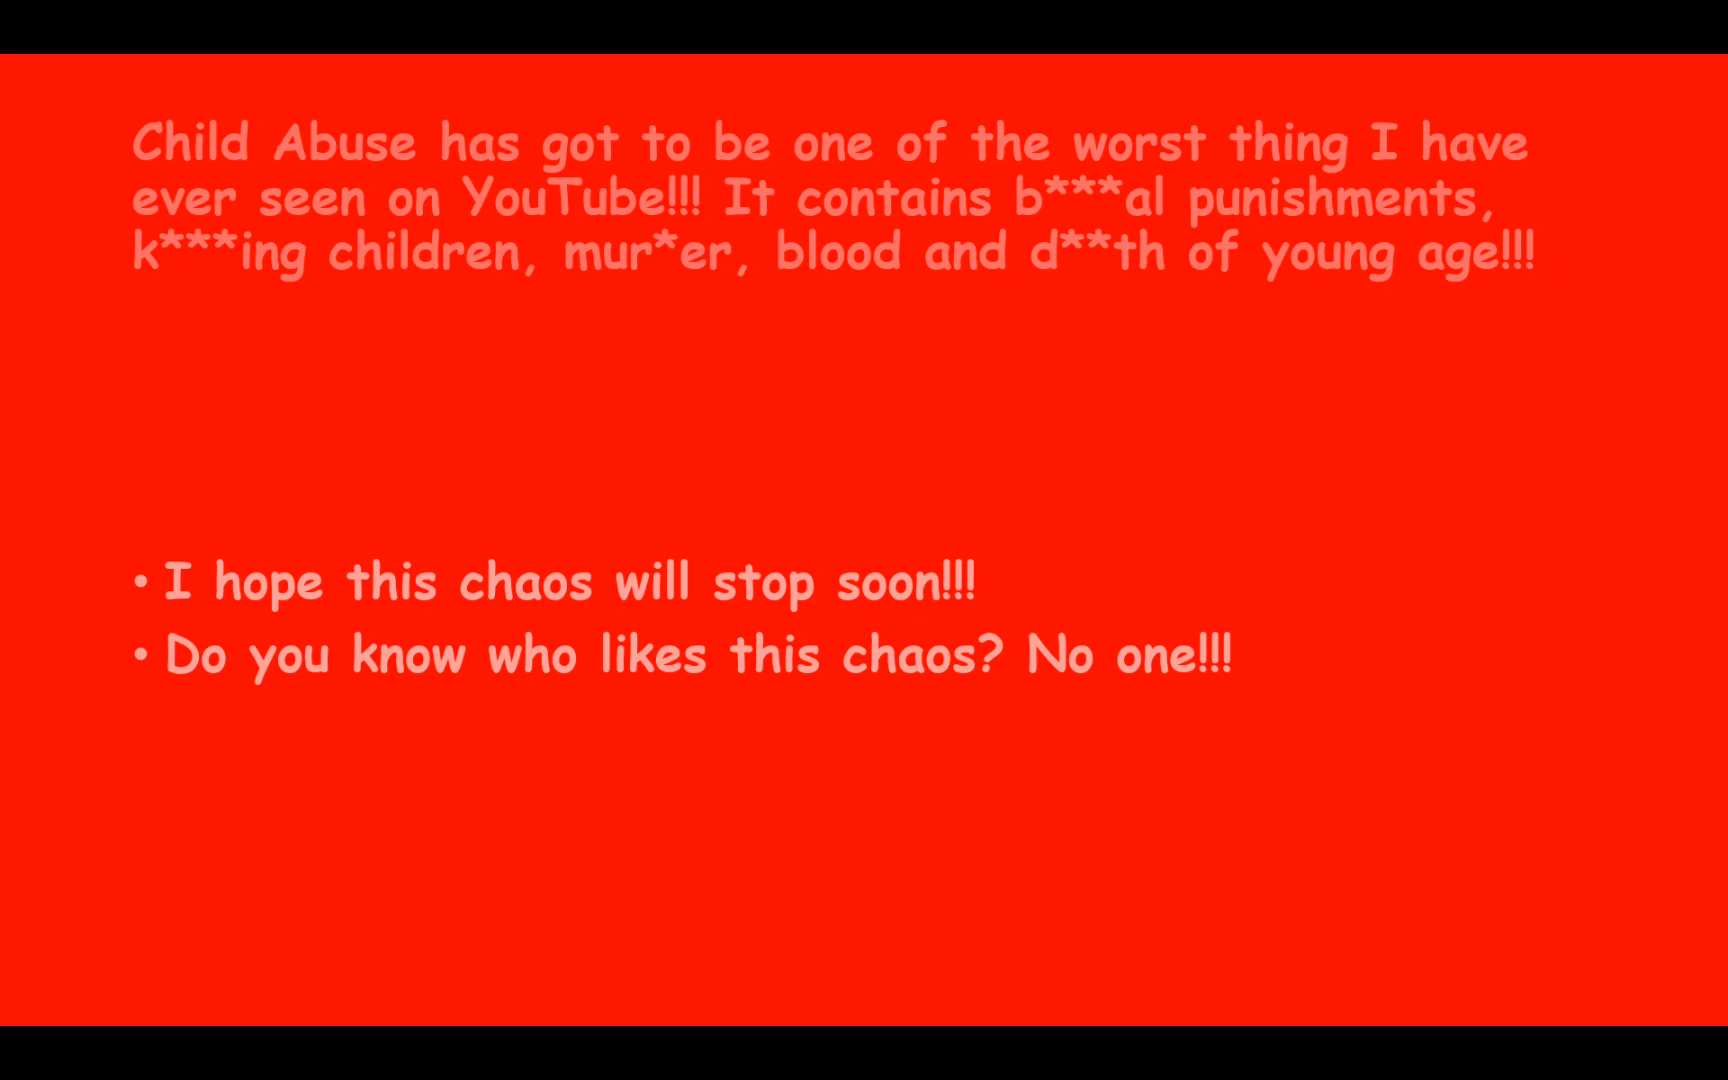 Child Abuse has got to be one of the worst thing I have
ever seen on YouTube!!! It contains b***al punishments,
k***ing children, mur*er, blood and d**th of young age!!!
• I hope this chaos will stop soon!!!
• Do you know who likes this chaos? No one!!!